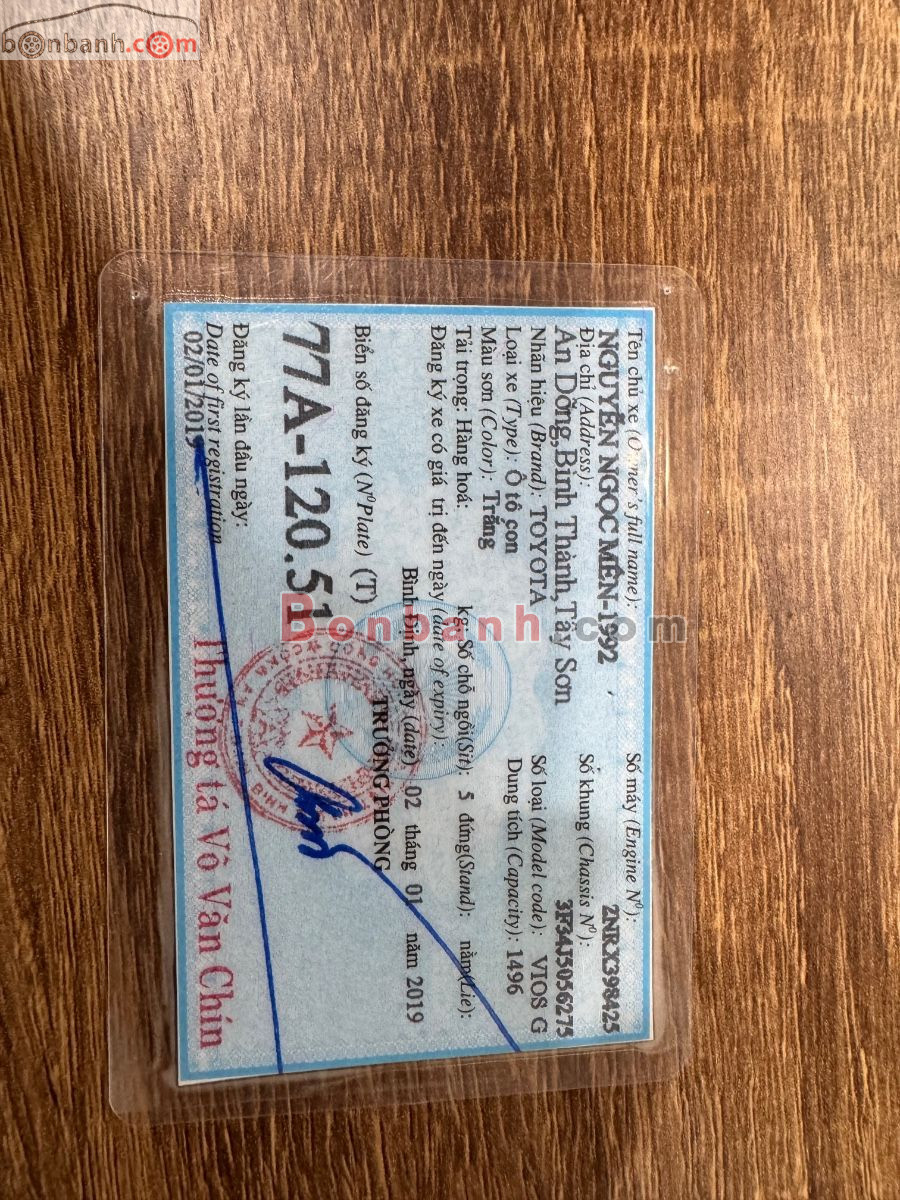 bonbanh.com
Tên chủ xe (Owner's full name): Số máy (Engine Nº):
NGUYỄN NGỌC MẾN-1992 2NRX398425
Địa chỉ (Address): Số khung (Chassis Nº):
An Dõng,Bình Thành,Tây Sơn 3F34J5056275
Nhãn hiệu (Brand): TOYOTA Số loại (Model code): VIOS G
Loại xe (Type): Ô tô con Dung tích (Capacity): 1496
Màu sơn (Color): Trắng
Tải trọng: Hàng hoá: kg; Số chỗ ngồi(Sit): 5 đứng(Stand): nằm(Lie):
Đăng ký xe có giá trị đến ngày (date of expiry):
Bình Định, ngày (date) 02 tháng 01 năm 2019
Biển số đăng ký (NºPlate) (T) TRƯỞNG PHÒNG
77A-120.51
Đăng ký lần đầu ngày:
Date of first registration
02/01/2019
Thượng tá Võ Văn Chín
Bonbanh.com